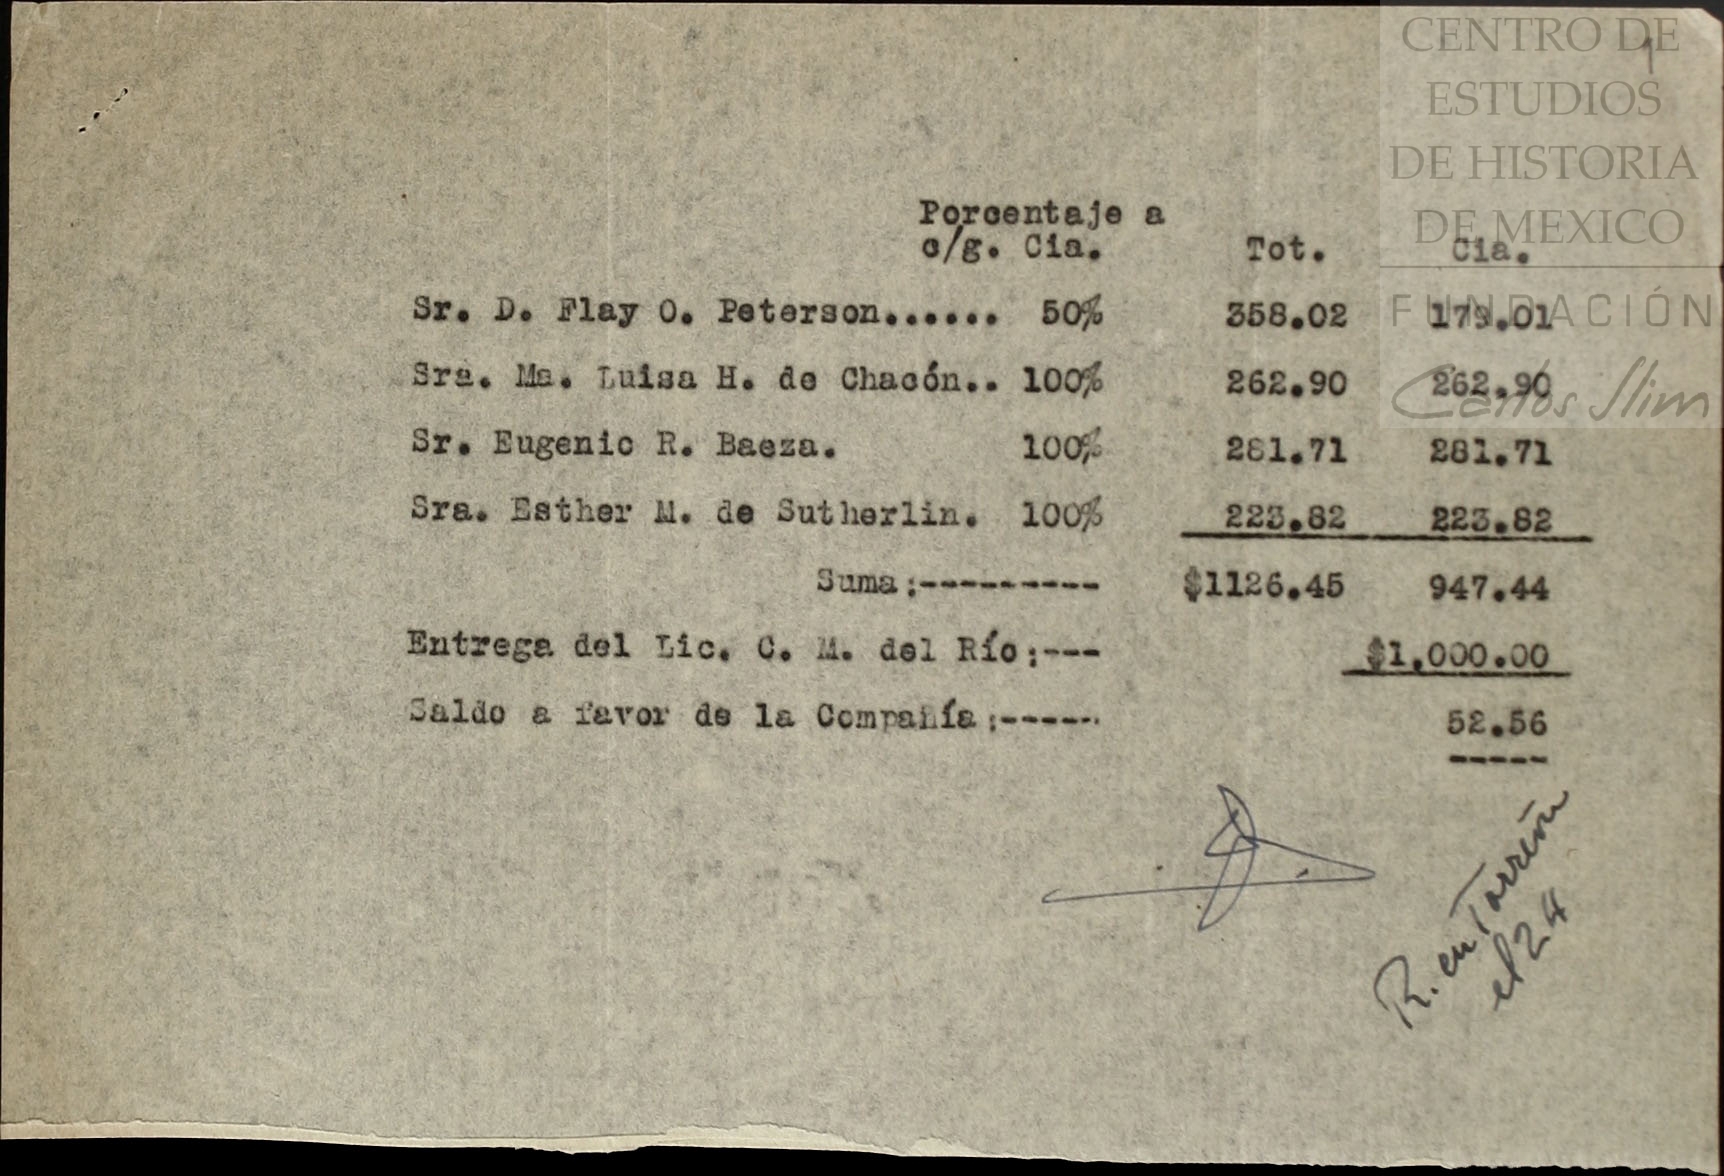 CENTRO DE
ESTUDIOS
DE HISTORIA
DE MEXICO
FUNDACIÓN
Carlos Slim
1
Porcentaje a
c/g. Cia. Tot. Cia.
Sr. D. Flay O. Peterson...... 50% 358.02 179.01
Sra. Ma. Luisa H. de Chacón.. 100% 262.90 262.90
Sr. Eugenio R. Baeza. 100% 281.71 281.71
Sra. Esther M. de Sutherlin. 100% 223.82 223.82
Suma:--------- $1126.45 947.44
Entrega del Lic. C. M. del Río:--- $1,000.00
Saldo a favor de la Compañía:----- 52.56
-----
R. en Torreón
el 24